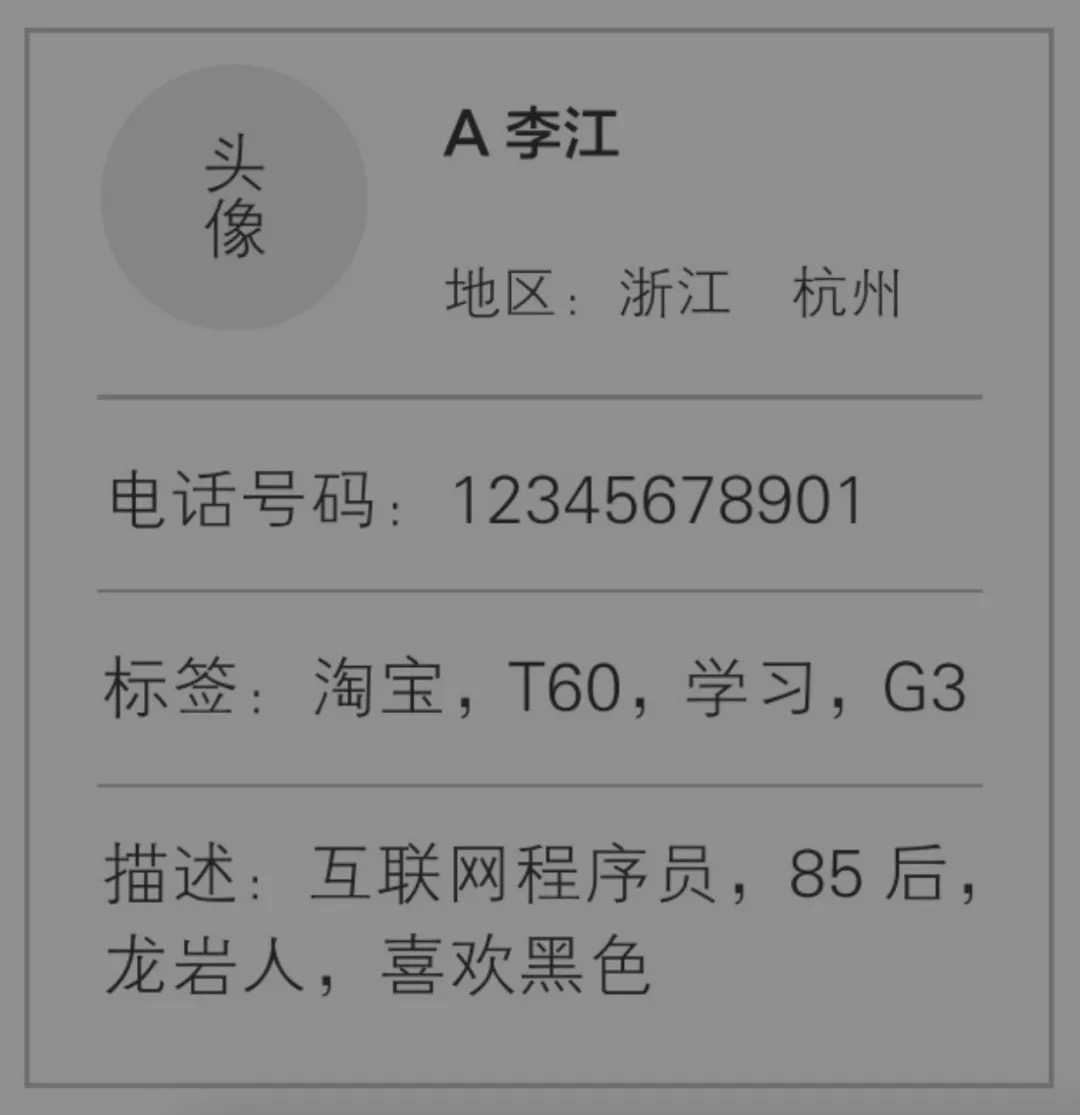 头
像
A 李江
地区：浙江 杭州
电话号码：12345678901
标签：淘宝，T60，学习，G3
描述：互联网程序员，85 后，
龙岩人，喜欢黑色